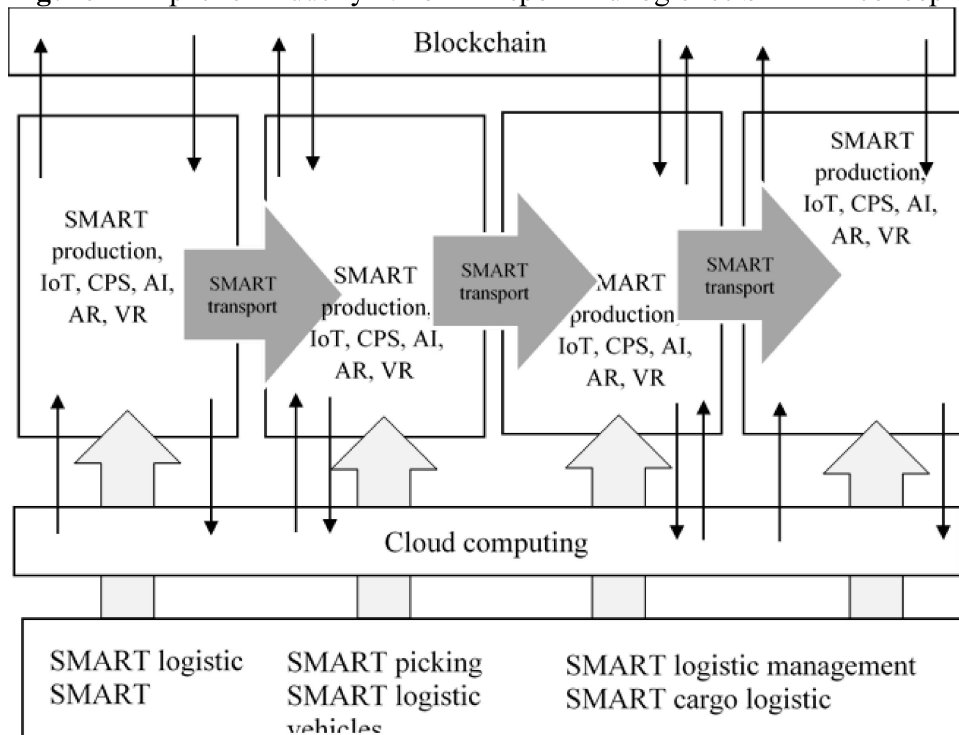 Blockchain
SMART
production,
IoT, CPS, AI,
AR, VR
SMART
transport
SMART
production,
IoT, CPS, AI,
AR, VR
SMART
transport
MART
production,
IoT, CPS, AI,
AR, VR
SMART
transport
SMART
production,
IoT, CPS, AI,
AR, VR
Cloud computing
SMART logistic
SMART
SMART picking
SMART logistic
vehicles
SMART logistic management
SMART cargo logistic